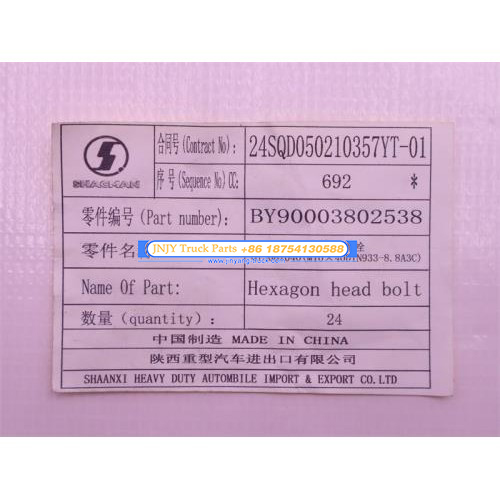 SHACMAN
合同号(Contract No): 24SQD050210357YT-01
序 号(Sequence No)CC: 692 *
零件编号(Part number): BY90003802538
零件名
JNJY Truck Parts +86 18754130588
Name Of Part: Hexagon head bolt
数量(quantity): 24
中国制造 MADE IN CHINA
陕西重型汽车进出口有限公司
SHAANXI HEAVY DUTY AUTOMBILE IMPORT & EXPORT CO.LTD